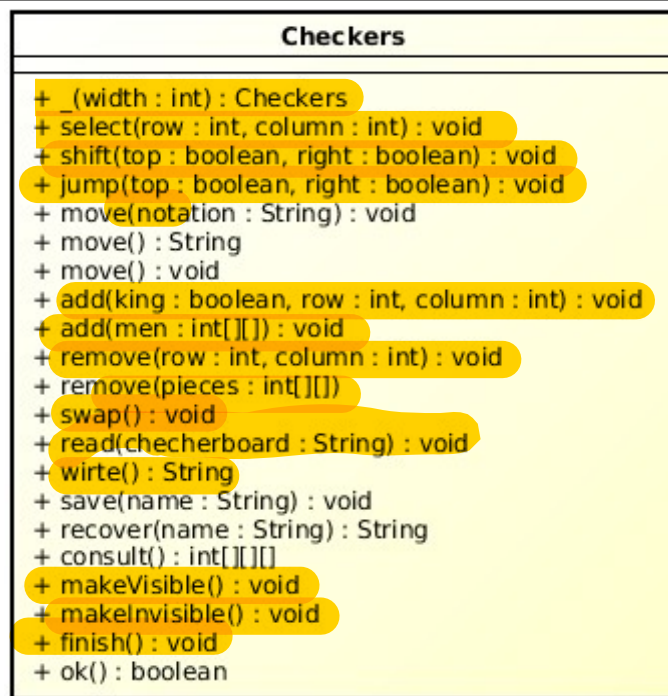 Checkers
+ _(width : int) : Checkers
+ select(row : int, column : int) : void
+ shift(top : boolean, right : boolean) : void
+ jump(top : boolean, right : boolean) : void
+ move(notation : String) : void
+ move() : String
+ move() : void
+ add(king : boolean, row : int, column : int) : void
+ add(men : int[][]) : void
+ remove(row : int, column : int) : void
+ remove(pieces : int[][])
+ swap() : void
+ read(checherboard : String) : void
+ wirte() : String
+ save(name : String) : void
+ recover(name : String) : String
+ consult() : int[][][]
+ makeVisible() : void
+ makeInvisible() : void
+ finish() : void
+ ok() : boolean